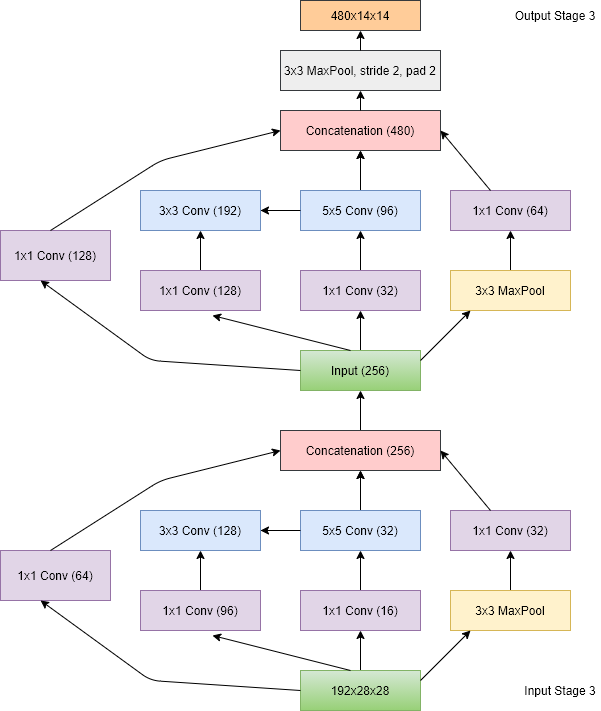 480x14x14
Output Stage 3
3x3 MaxPool, stride 2, pad 2
Concatenation (480)
3x3 Conv (192)
5x5 Conv (96)
1x1 Conv (64)
1x1 Conv (128)
1x1 Conv (128)
1x1 Conv (32)
3x3 MaxPool
Input (256)
Concatenation (256)
3x3 Conv (128)
5x5 Conv (32)
1x1 Conv (32)
1x1 Conv (64)
1x1 Conv (96)
1x1 Conv (16)
3x3 MaxPool
192x28x28
Input Stage 3